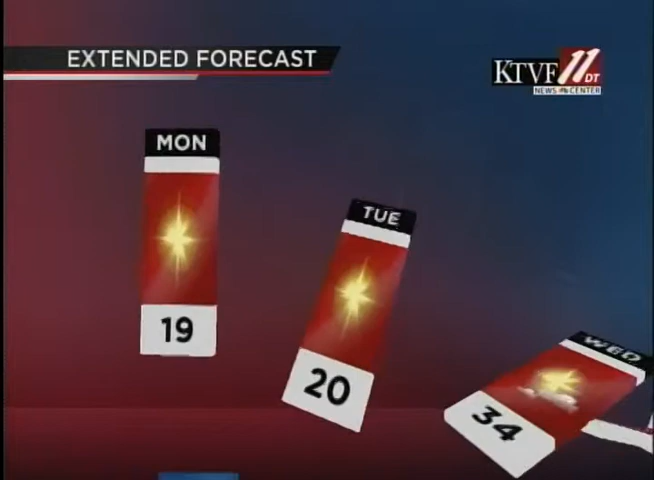 EXTENDED FORECAST
KTVF 11 DT
NEWS CENTER
MON
19
TUE
20
WED
34